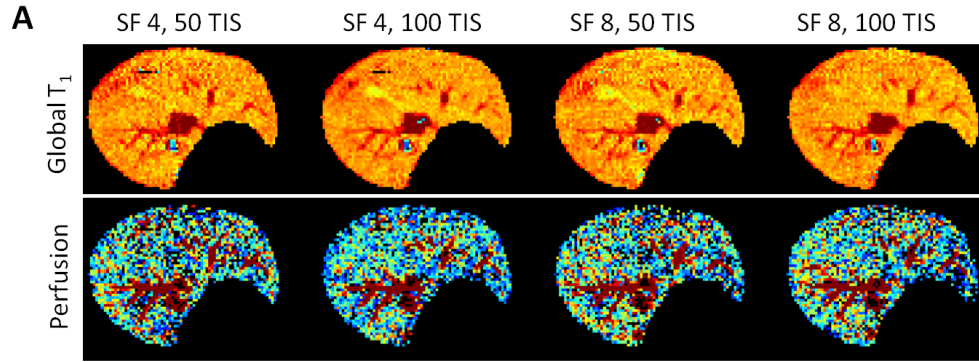 A
SF 4, 50 TIS SF 4, 100 TIS SF 8, 50 TIS SF 8, 100 TIS
Global T₁
Perfusion